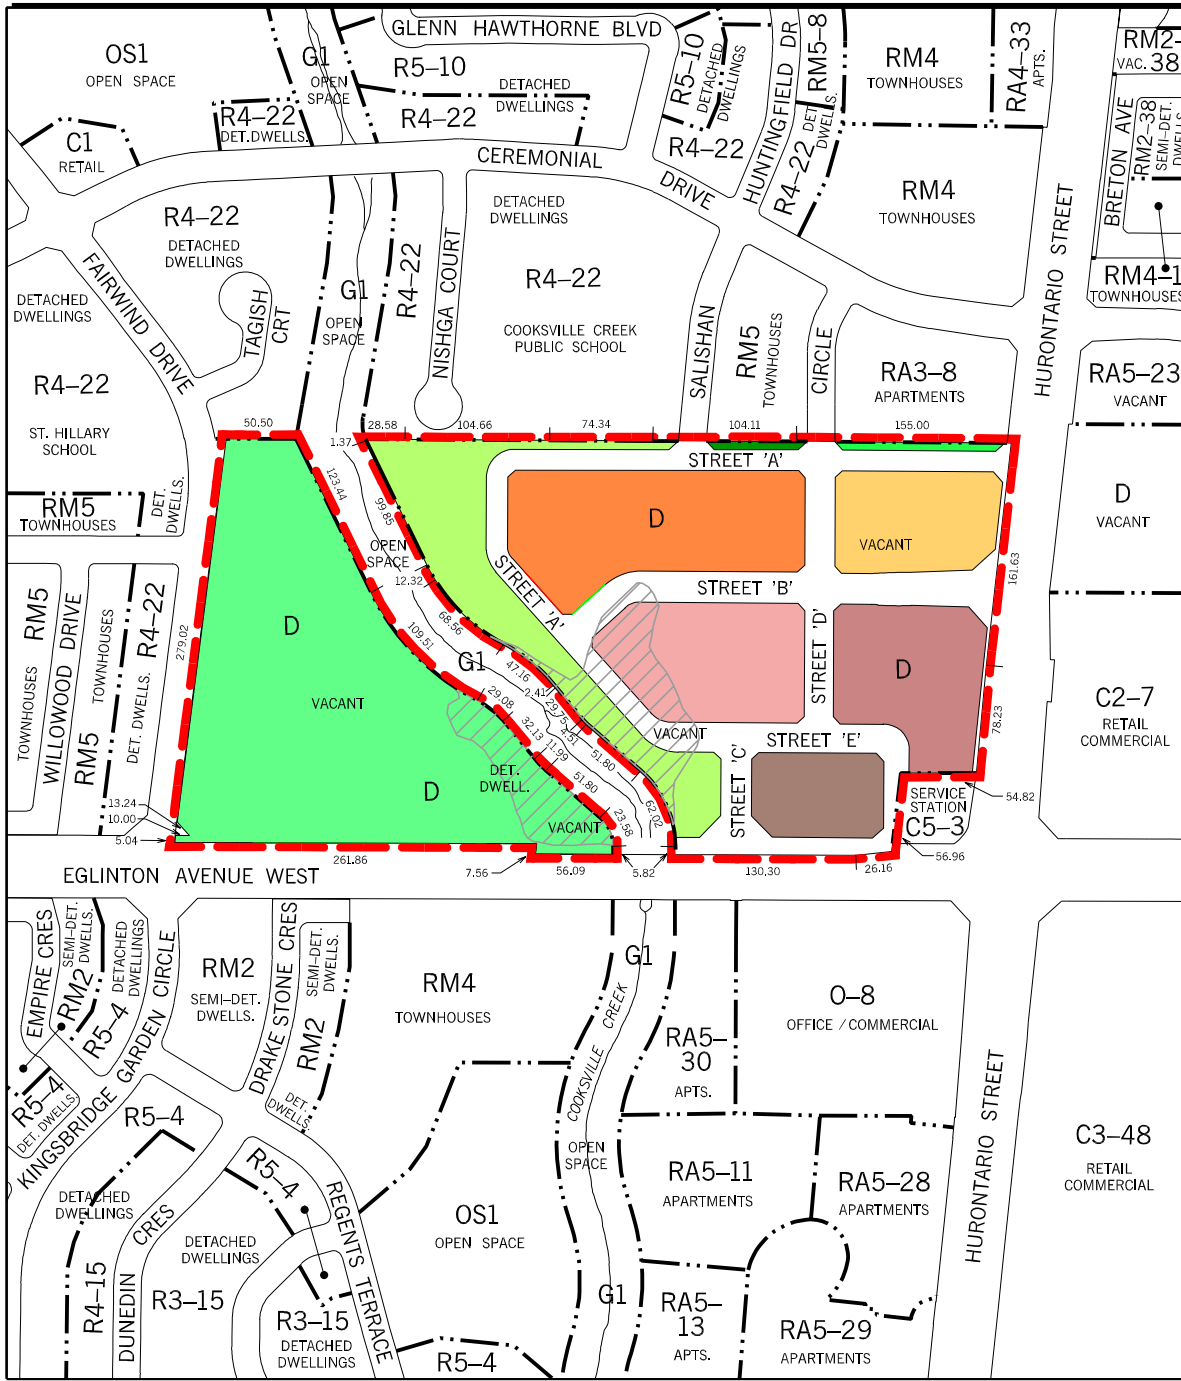 GLENN HAWTHORNE BLVD
OS1
OPEN SPACE
G1
OPEN
SPACE
R5–10
DETACHED
DWELLINGS
R5–10
DETACHED
DWELLINGS
HUNTINGFIELD DR
RM5–8
RM4
TOWNHOUSES
RA4–33
APTS.
RM2–
VAC. 38
C1
RETAIL
R4–22
DET.DWELLS.
R4–22
CEREMONIAL
DRIVE
R4–22
R4–22
DET.
DWELLS.
RM4
TOWNHOUSES
HURONTARIO STREET
BRETON AVE
RM2–38
SEMI–DET.
R4–22
DETACHED
DWELLINGS
FAIRWIND DRIVE
TAGISH
CRT
G1
OPEN
SPACE
R4–22
NISHGA COURT
DETACHED
DWELLINGS
R4–22
COOKSVILLE CREEK
PUBLIC SCHOOL
SALISHAN
RM5
TOWNHOUSES
CIRCLE
RA3–8
APARTMENTS
RM4–1
TOWNHOUSES
RA5–23
VACANT
DETACHED
DWELLINGS
R4–22
ST. HILLARY
SCHOOL
RM5
TOWNHOUSES
DET.
DWELLS.
50.50
1.37
28.58
104.66
74.34
104.11
155.00
STREET 'A'
123.44
99.85
OPEN
SPACE
12.32
D
VACANT
D
VACANT
161.63
STREET 'A'
STREET 'B'
68.56
TOWNHOUSES
RM5
WILLOWOOD DRIVE
TOWNHOUSES
RM5
DET. DWELLS.
R4–22
279.02
D
VACANT
D
109.51
G1
47.16
2.41
29.75
4.51
29.08
32.13
11.99
51.80
51.80
23.58
62.02
DET.
DWELL.
VACANT
VACANT
STREET 'D'
D
STREET 'E'
STREET 'C'
78.23
C2–7
RETAIL
COMMERCIAL
54.82
SERVICE
STATION
C5–3
13.24
10.00
5.04
261.86
7.56
56.09
5.82
130.30
26.16
56.96
EGLINTON AVENUE WEST
EMPIRE CRES
SEMI–DET.
DWELLS.
RM2
DETACHED
DWELLINGS
R5–4
KINGSBRIDGE GARDEN CIRCLE
RM2
SEMI–DET.
DWELLS.
DRAKE STONE CRES
SEMI–DET.
DWELLS.
RM2
DET.
DWELLS.
RM4
TOWNHOUSES
G1
COOKSVILLE CREEK
OPEN
SPACE
RA5–
30
APTS.
O–8
OFFICE / COMMERCIAL
HURONTARIO STREET
C3–48
RETAIL
COMMERCIAL
R5–4
DET. DWELLS.
R5–4
DETACHED
DWELLINGS
R4–15
DUNEDIN
CRES
R5–4
DETACHED
DWELLINGS
R3–15
R3–15
DETACHED
DWELLINGS
REGENTS TERRACE
OS1
OPEN SPACE
R5–4
G1
RA5–11
APARTMENTS
RA5–28
APARTMENTS
RA5–
13
APTS.
RA5–29
APARTMENTS